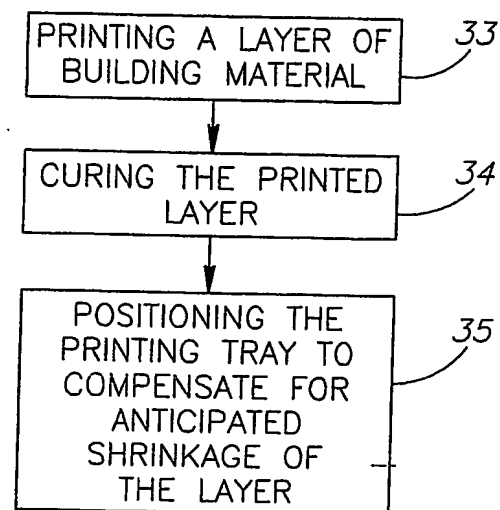 PRINTING A LAYER OF
BUILDING MATERIAL
33
CURING THE PRINTED
LAYER
34
POSITIONING THE
PRINTING TRAY TO
COMPENSATE FOR
ANTICIPATED
SHRINKAGE OF
THE LAYER
35